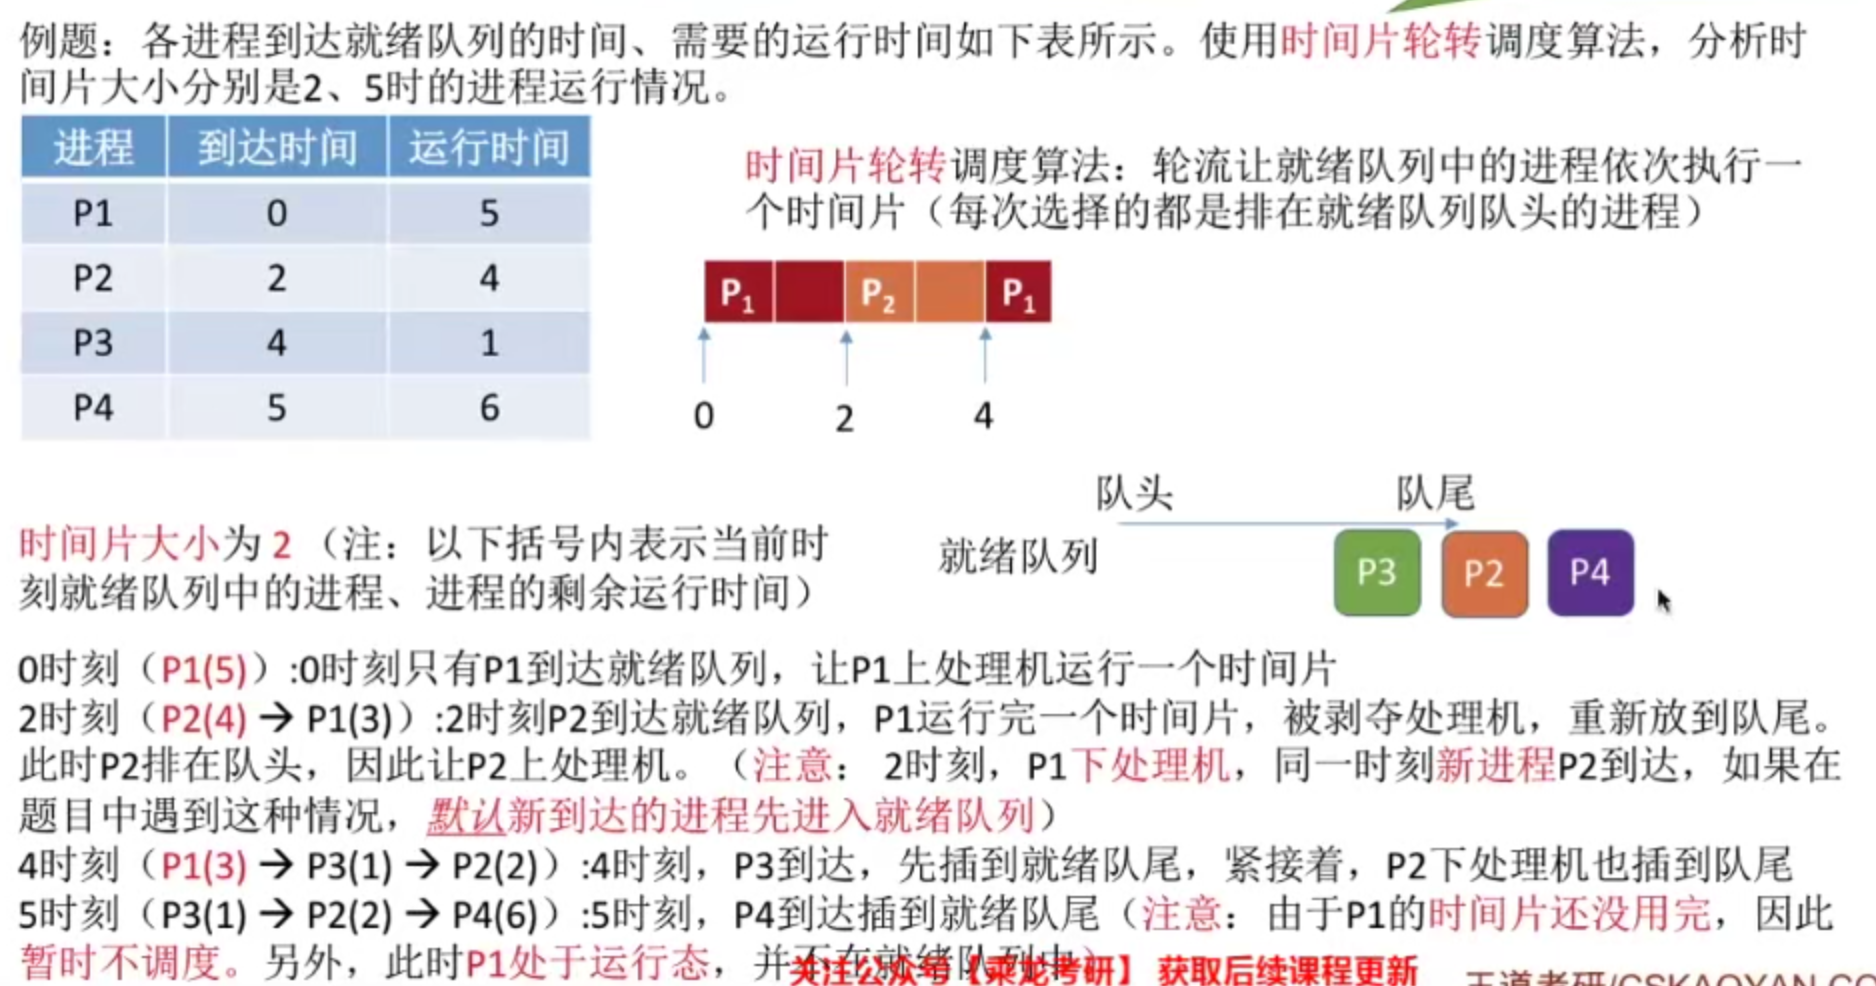 例题：各进程到达就绪队列的时间、需要的运行时间如下表所示。使用时间片轮转调度算法，分析时
间片大小分别是2、5时的进程运行情况。
进程 到达时间 运行时间
P1 0 5
P2 2 4
P3 4 1
P4 5 6
时间片轮转调度算法：轮流让就绪队列中的进程依次执行一
个时间片（每次选择的都是排在就绪队列队头的进程）
P1 P2 P1
0 2 4
队头 队尾
就绪队列 P3 P2 P4
时间片大小为 2 （注：以下括号内表示当前时
刻就绪队列中的进程、进程的剩余运行时间）
0时刻（P1(5)）:0时刻只有P1到达就绪队列，让P1上处理机运行一个时间片
2时刻（P2(4) → P1(3)）:2时刻P2到达就绪队列，P1运行完一个时间片，被剥夺处理机，重新放到队尾。
此时P2排在队头，因此让P2上处理机。（注意： 2时刻，P1下处理机，同一时刻新进程P2到达，如果在
题目中遇到这种情况，默认新到达的进程先进入就绪队列）
4时刻（P1(3) → P3(1) → P2(2)）:4时刻，P3到达，先插到就绪队尾，紧接着，P2下处理机也插到队尾
5时刻（P3(1) → P2(2) → P4(6)）:5时刻，P4到达插到就绪队尾（注意：由于P1的时间片还没用完，因此
暂时不调度。另外，此时P1处于运行态，并不在就绪队列中）
关注公众号【乘龙考研】 获取后续课程更新
王道考研/CSKAOYAN.CO